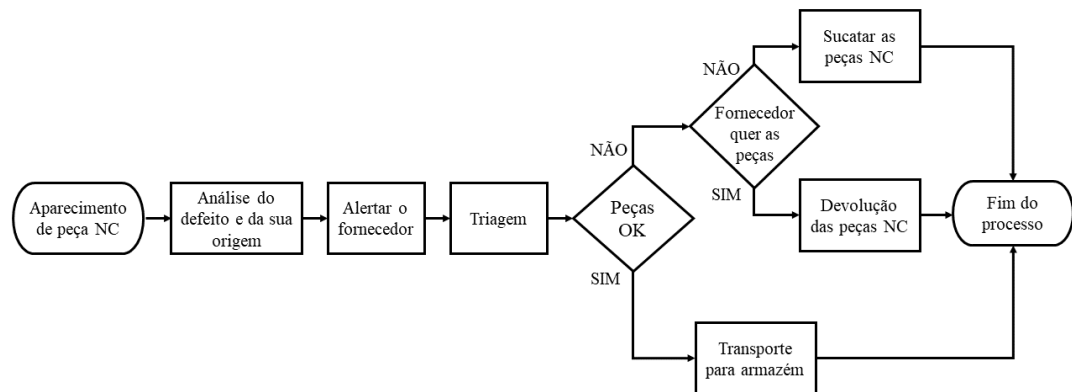 Aparecimento
de peça NC
Análise do
defeito e da sua
origem
Alertar o
fornecedor
Triagem
Peças
OK
NÃO
SIM
Fornecedor
quer as
peças
NÃO
SIM
Sucatar as
peças NC
Devolução
das peças NC
Transporte
para armazém
Fim do
processo